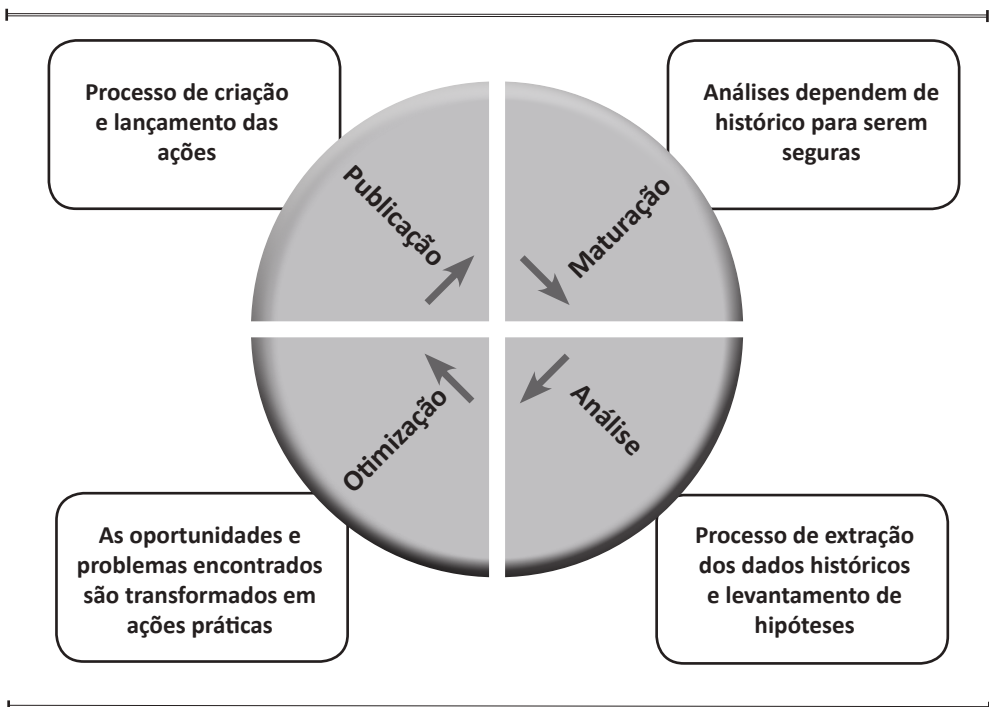 Processo de criação
e lançamento das
ações
Análises dependem de
histórico para serem
seguras
Publicação
Maturação
Otimização
Análise
As oportunidades e
problemas encontrados
são transformados em
ações práticas
Processo de extração
dos dados históricos
e levantamento de
hipóteses